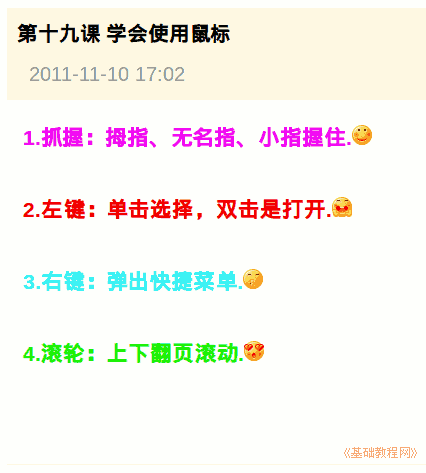 第十九课 学会使用鼠标
2011-11-10 17:02
1.抓握：拇指、无名指、小指握住.
2.左键：单击选择，双击是打开.
3.右键：弹出快捷菜单.
4.滚轮：上下翻页滚动.
《基础教程网》